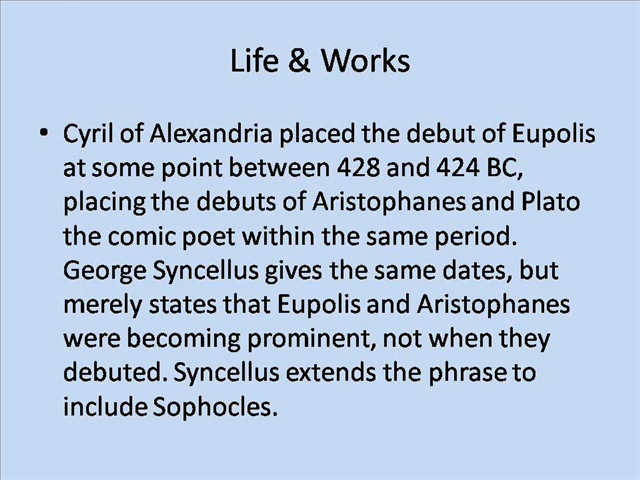 Life & Works
• Cyril of Alexandria placed the debut of Eupolis
at some point between 428 and 424 BC,
placing the debuts of Aristophanes and Plato
the comic poet within the same period.
George Syncellus gives the same dates, but
merely states that Eupolis and Aristophanes
were becoming prominent, not when they
debuted. Syncellus extends the phrase to
include Sophocles.